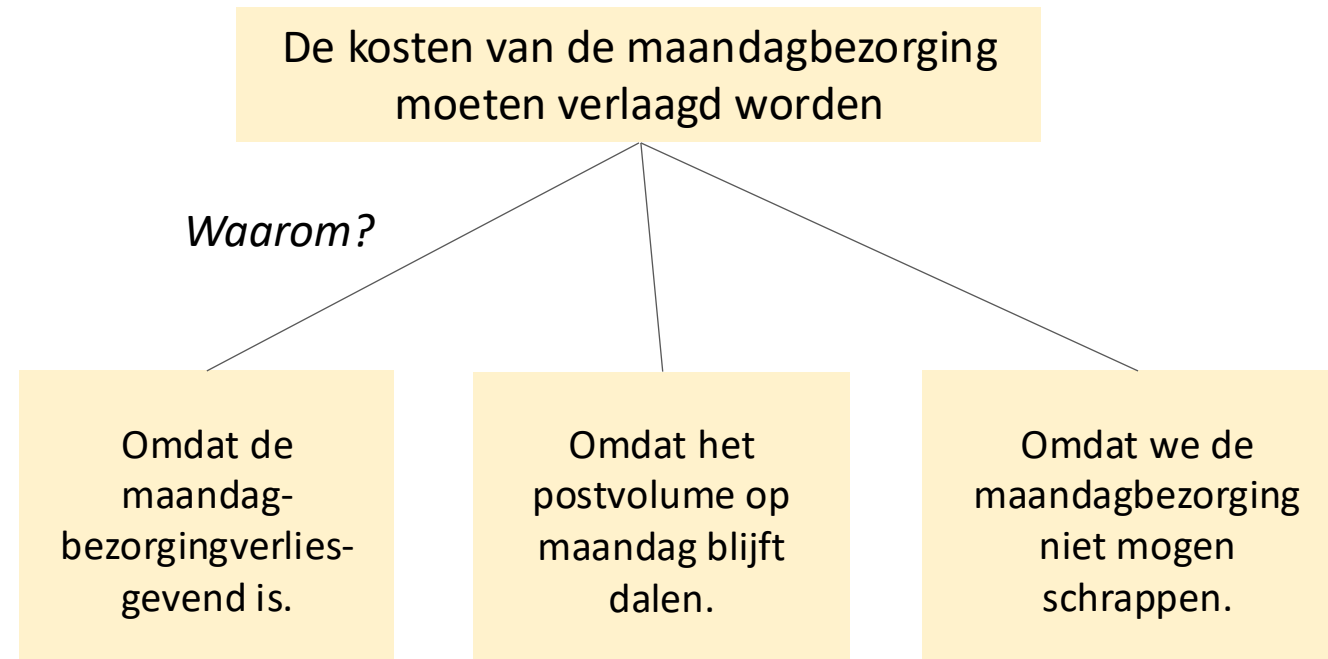 De kosten van de maandagbezorging
moeten verlaagd worden
Waarom?
Omdat de
maandag-
bezorgingverlies-
gevend is.
Omdat het
postvolume op
maandag blijft
dalen.
Omdat we de
maandagbezorging
niet mogen
schrappen.